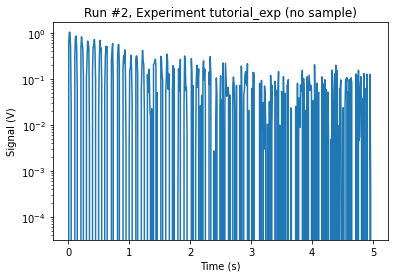 Run #2, Experiment tutorial_exp (no sample)
Signal (V)
10⁰
10⁻¹
10⁻²
10⁻³
10⁻⁴
0 1 2 3 4 5
Time (s)